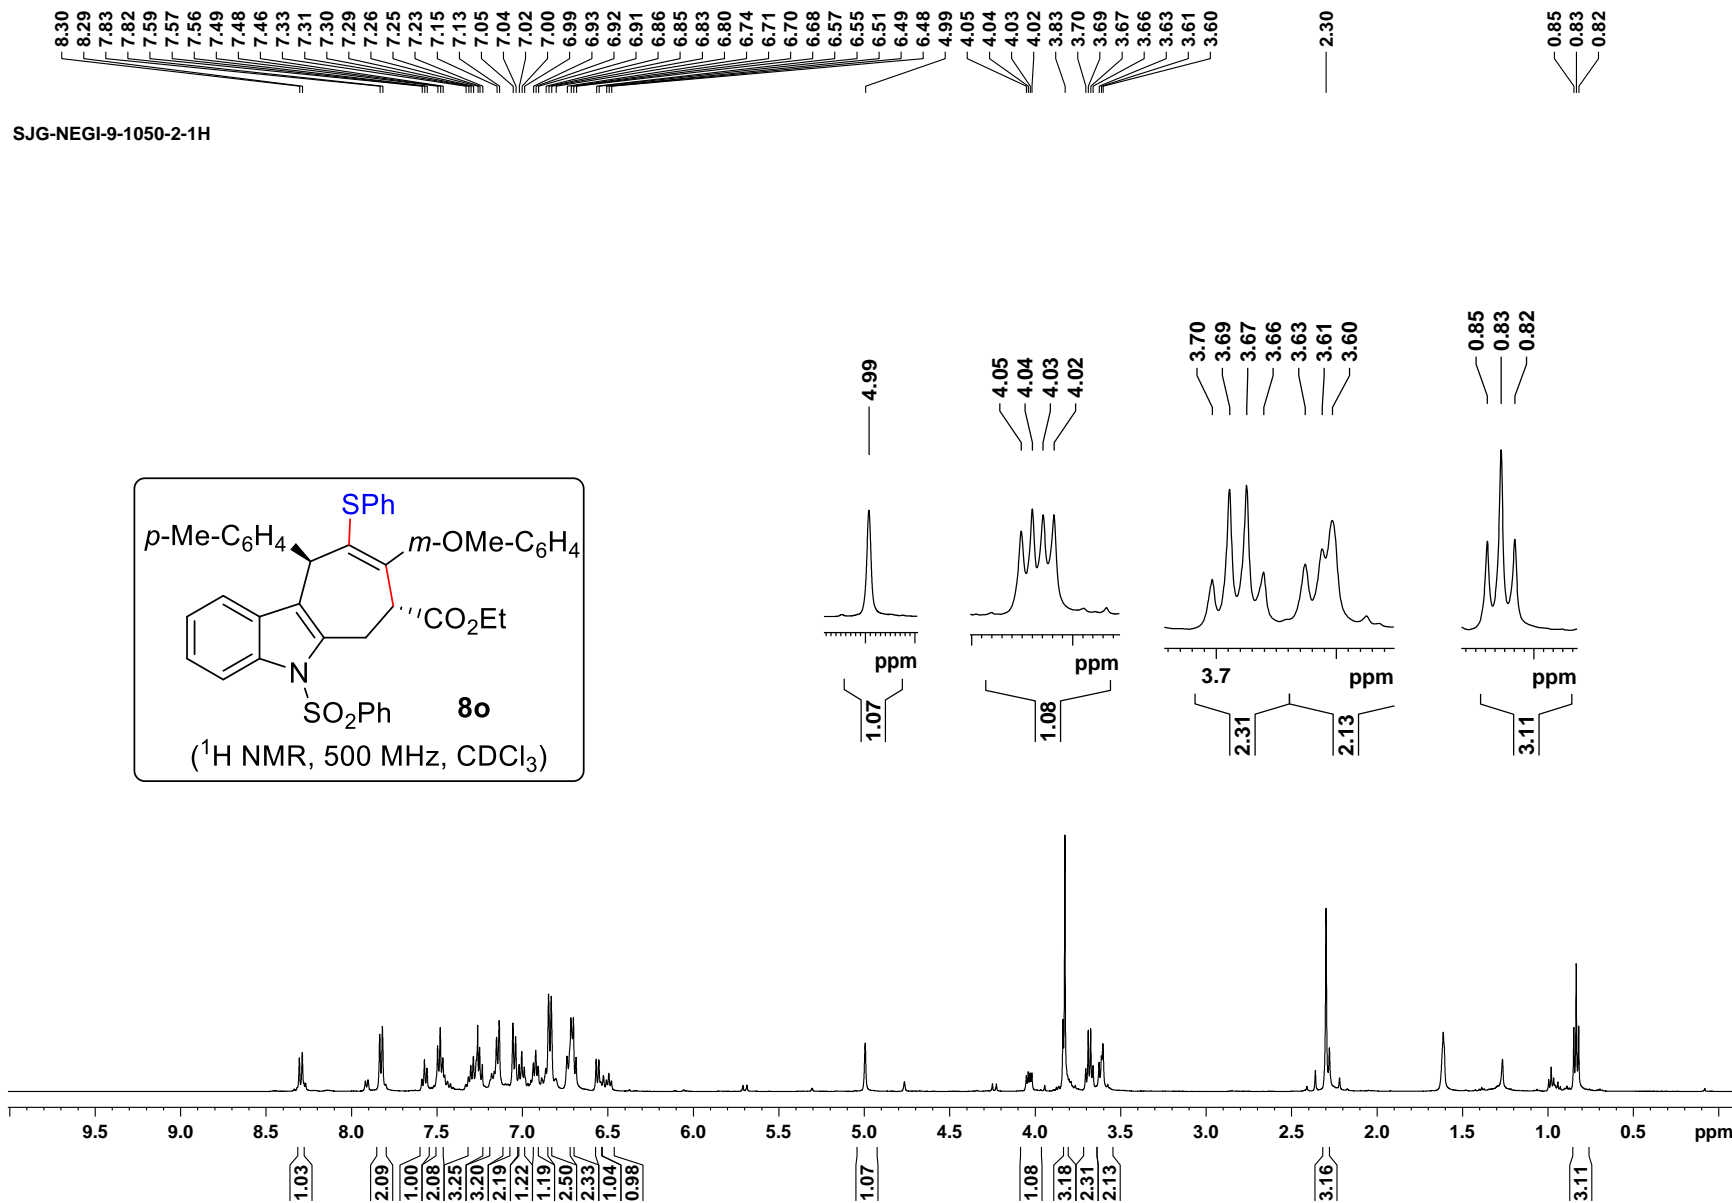 8.30 8.29 7.83 7.82 7.59 7.57 7.56 7.49 7.48 7.46 7.33 7.31 7.30 7.29 7.26 7.25 7.23 7.15 7.13 7.05 7.04 7.02 7.00 6.99 6.93 6.92 6.91 6.86 6.85 6.83 6.80 6.74 6.71 6.70 6.68 6.57 6.55 6.51 6.49 6.48 4.99 4.05 4.04 4.03 4.02 3.83 3.70 3.69 3.67 3.66 3.63 3.61 3.60 2.30 0.85 0.83 0.82
SJG-NEGI-9-1050-2-1H
4.99
4.05 4.04 4.03 4.02
3.70 3.69 3.67 3.66 3.63 3.61 3.60
0.85 0.83 0.82
SPh
p-Me-C6H4
m-OMe-C6H4
CO2Et
N
SO2Ph
8o
(1H NMR, 500 MHz, CDCl3)
ppm
ppm
3.7 ppm
ppm
1.07
1.08
2.31 2.13
3.11
9.5 9.0 8.5 8.0 7.5 7.0 6.5 6.0 5.5 5.0 4.5 4.0 3.5 3.0 2.5 2.0 1.5 1.0 0.5 ppm
1.03 2.09 1.00 2.08 3.25 3.20 2.19 1.22 1.19 2.50 2.33 1.04 0.98 1.07 1.08 3.18 2.31 2.13 3.16 3.11